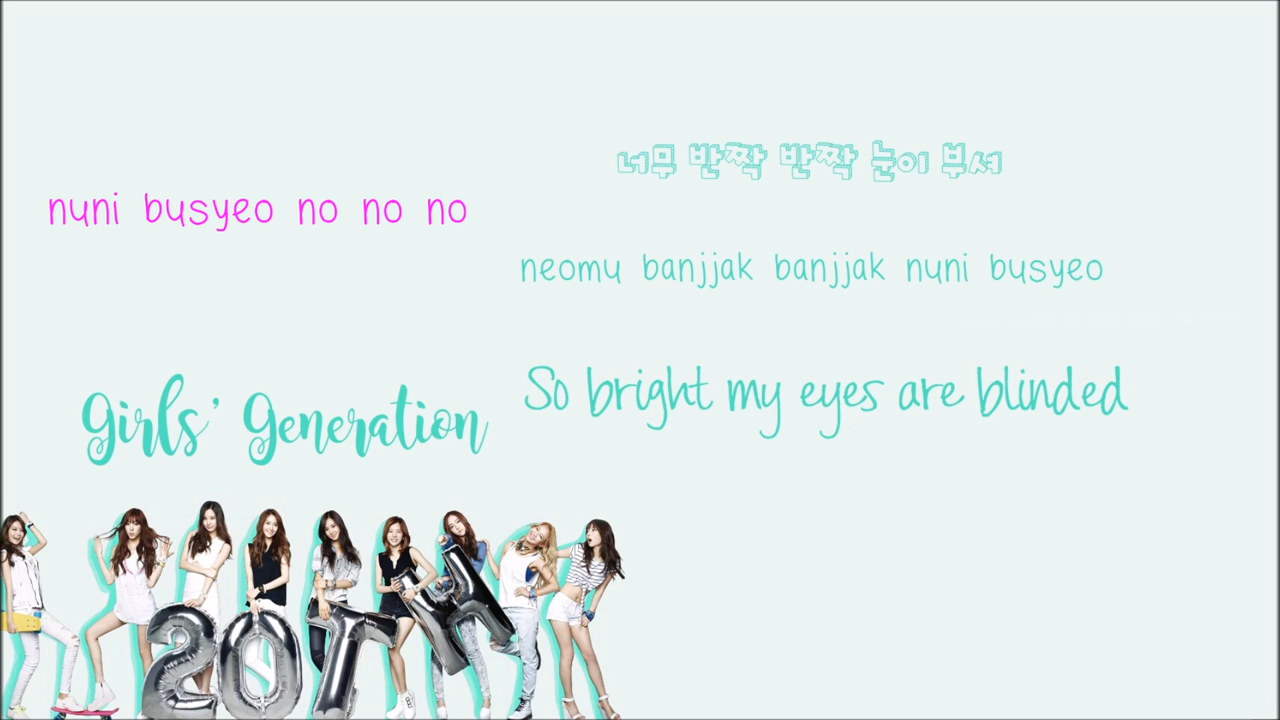 너무 반짝 반짝 눈이 부셔
nuni busyeo no no no
neomu banjjak banjjak nuni busyeo
So bright my eyes are blinded
Girls' Generation
20TH